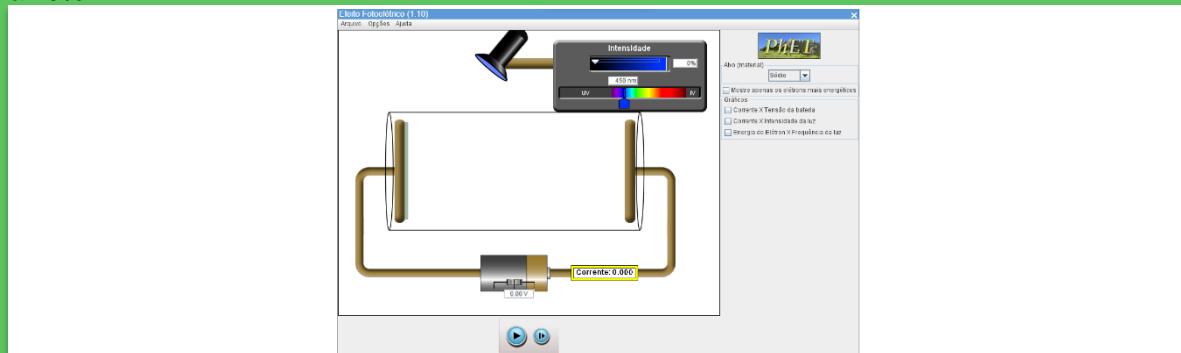 Efeito Fotoelétrico (1.10)
Arquivo Opções Ajuda
Intensidade
0%
450 nm
UV
IV
PhET
Alvo (material)
Sódio
Mostre apenas os elétrons mais energéticos
Gráficos
Corrente X Tensão da bateria
Corrente X Intensidade da luz
Energia do Elétron X Frequência da luz
Corrente: 0.000
0.00 V